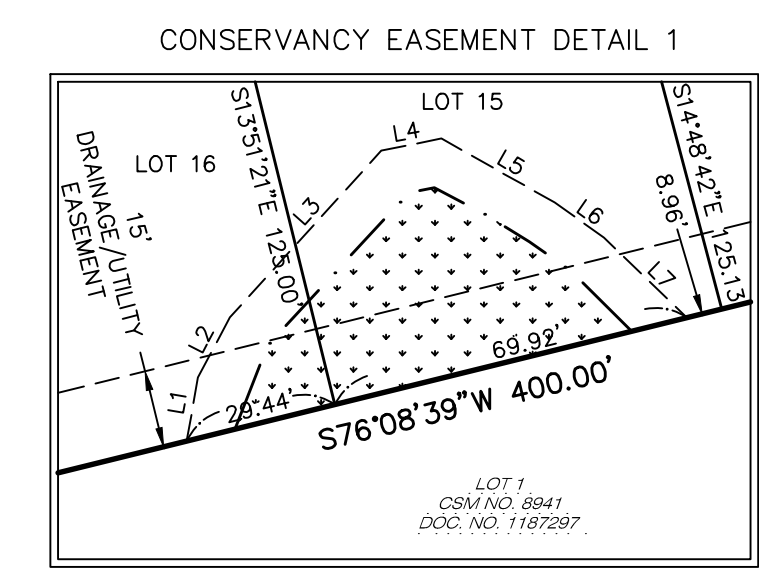 CONSERVANCY EASEMENT DETAIL 1
LOT 15
LOT 16
S13°51'21"E 125.00'
S14°48'42"E 125.13
8.96'
15'
DRAINAGE/UTILITY
EASEMENT
L1
L2
L3
L4
L5
L6
L7
29.44'
69.92'
S76°08'39"W 400.00'
LOT 1
CSM NO. 8941
DOC. NO. 1187297